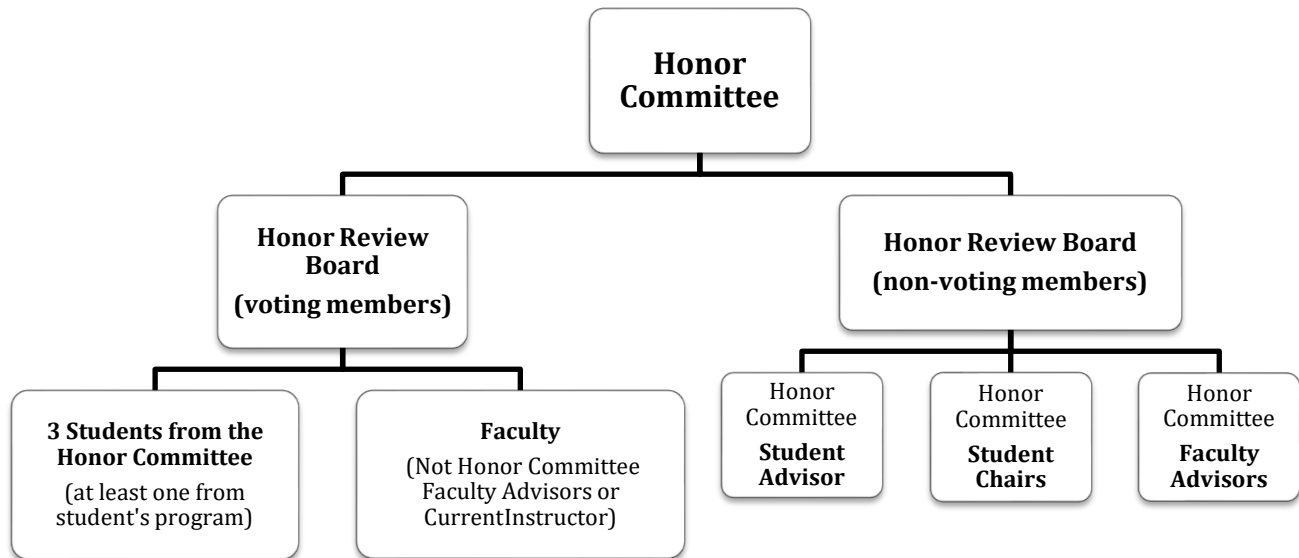 Honor
Committee
Honor Review
Board
(voting members)
Honor Review Board
(non-voting members)
3 Students from the
Honor Committee
(at least one from
student's program)
Faculty
(Not Honor Committee
Faculty Advisors or
CurrentInstructor)
Honor
Committee
Student
Advisor
Honor
Committee
Student
Chairs
Honor
Committee
Faculty
Advisors